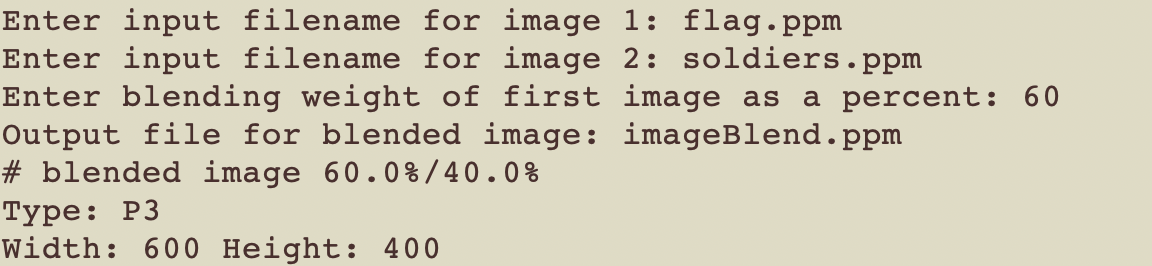 Enter input filename for image 1: flag.ppm
Enter input filename for image 2: soldiers.ppm
Enter blending weight of first image as a percent: 60
Output file for blended image: imageBlend.ppm
# blended image 60.0%/40.0%
Type: P3
Width: 600 Height: 400